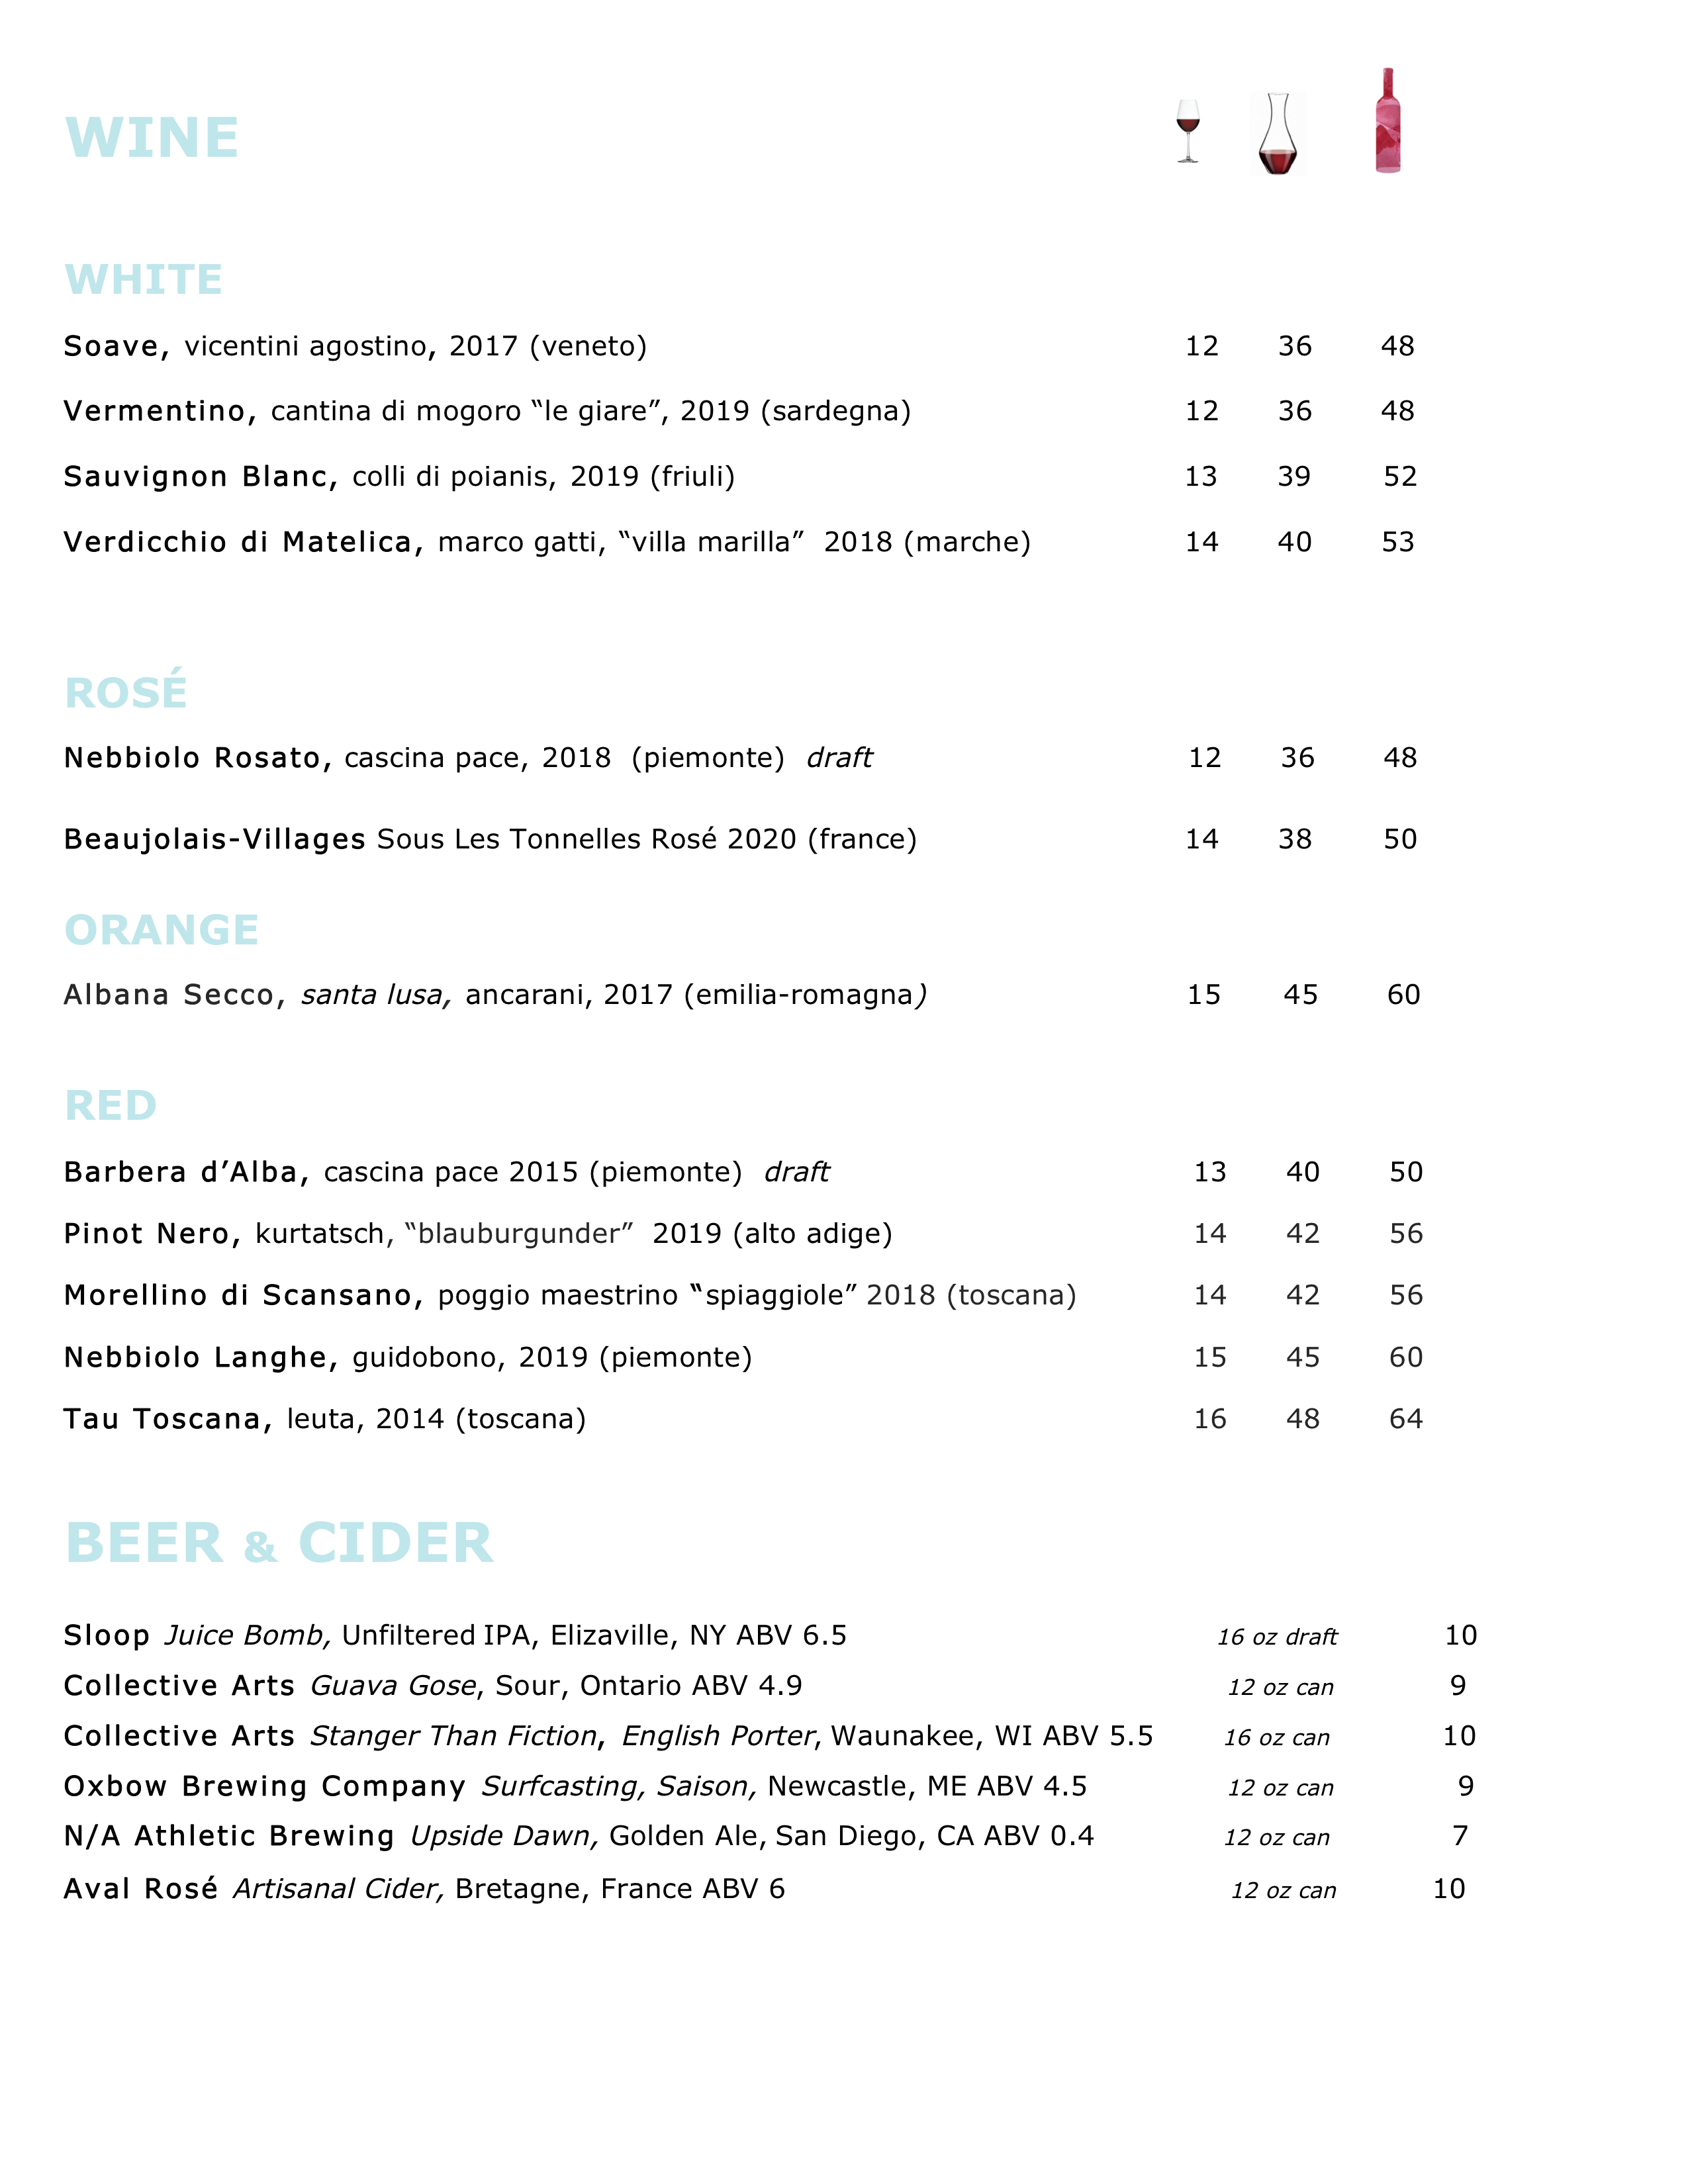 WINE
WHITE
Soave, vicentini agostino, 2017 (veneto) 12 36 48
Vermentino, cantina di mogoro “le giare”, 2019 (sardegna) 12 36 48
Sauvignon Blanc, colli di poianis, 2019 (friuli) 13 39 52
Verdicchio di Matelica, marco gatti, “villa marilla” 2018 (marche) 14 40 53
ROSÉ
Nebbiolo Rosato, cascina pace, 2018 (piemonte) draft 12 36 48
Beaujolais-Villages Sous Les Tonnelles Rosé 2020 (france) 14 38 50
ORANGE
Albana Secco, santa lusa, ancarani, 2017 (emilia-romagna) 15 45 60
RED
Barbera d’Alba, cascina pace 2015 (piemonte) draft 13 40 50
Pinot Nero, kurtatsch, “blauburgunder” 2019 (alto adige) 14 42 56
Morellino di Scansano, poggio maestrino “spiaggiole” 2018 (toscana) 14 42 56
Nebbiolo Langhe, guidobono, 2019 (piemonte) 15 45 60
Tau Toscana, leuta, 2014 (toscana) 16 48 64
BEER & CIDER
Sloop Juice Bomb, Unfiltered IPA, Elizaville, NY ABV 6.5 16 oz draft 10
Collective Arts Guava Gose, Sour, Ontario ABV 4.9 12 oz can 9
Collective Arts Stanger Than Fiction, English Porter, Waunakee, WI ABV 5.5 16 oz can 10
Oxbow Brewing Company Surfcasting, Saison, Newcastle, ME ABV 4.5 12 oz can 9
N/A Athletic Brewing Upside Dawn, Golden Ale, San Diego, CA ABV 0.4 12 oz can 7
Aval Rosé Artisanal Cider, Bretagne, France ABV 6 12 oz can 10